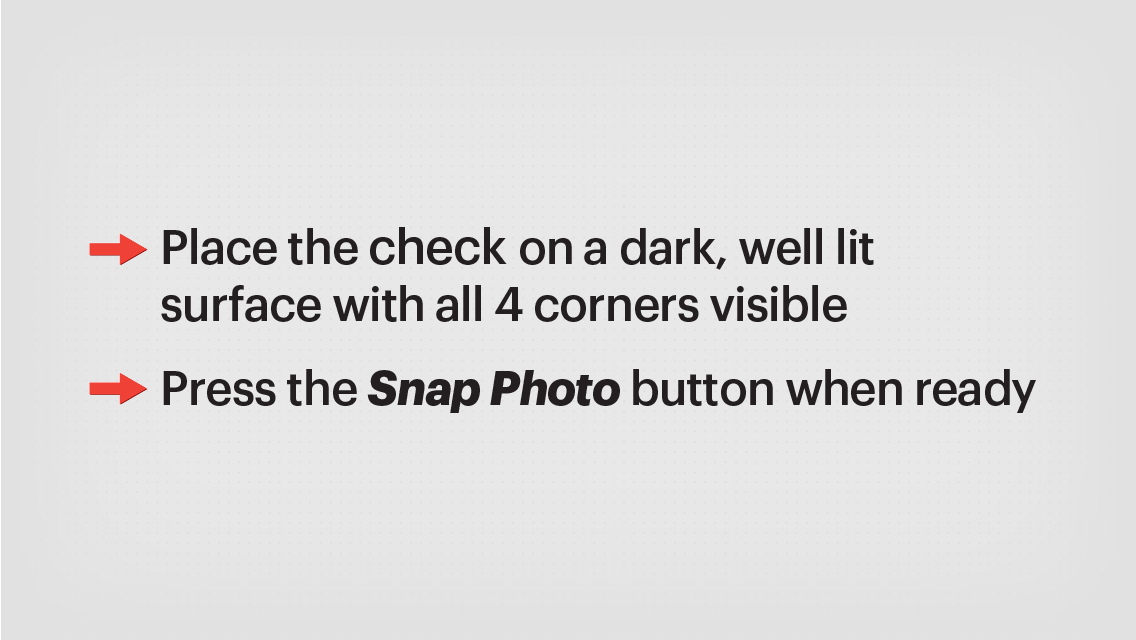 Place the check on a dark, well lit
surface with all 4 corners visible
Press the Snap Photo button when ready